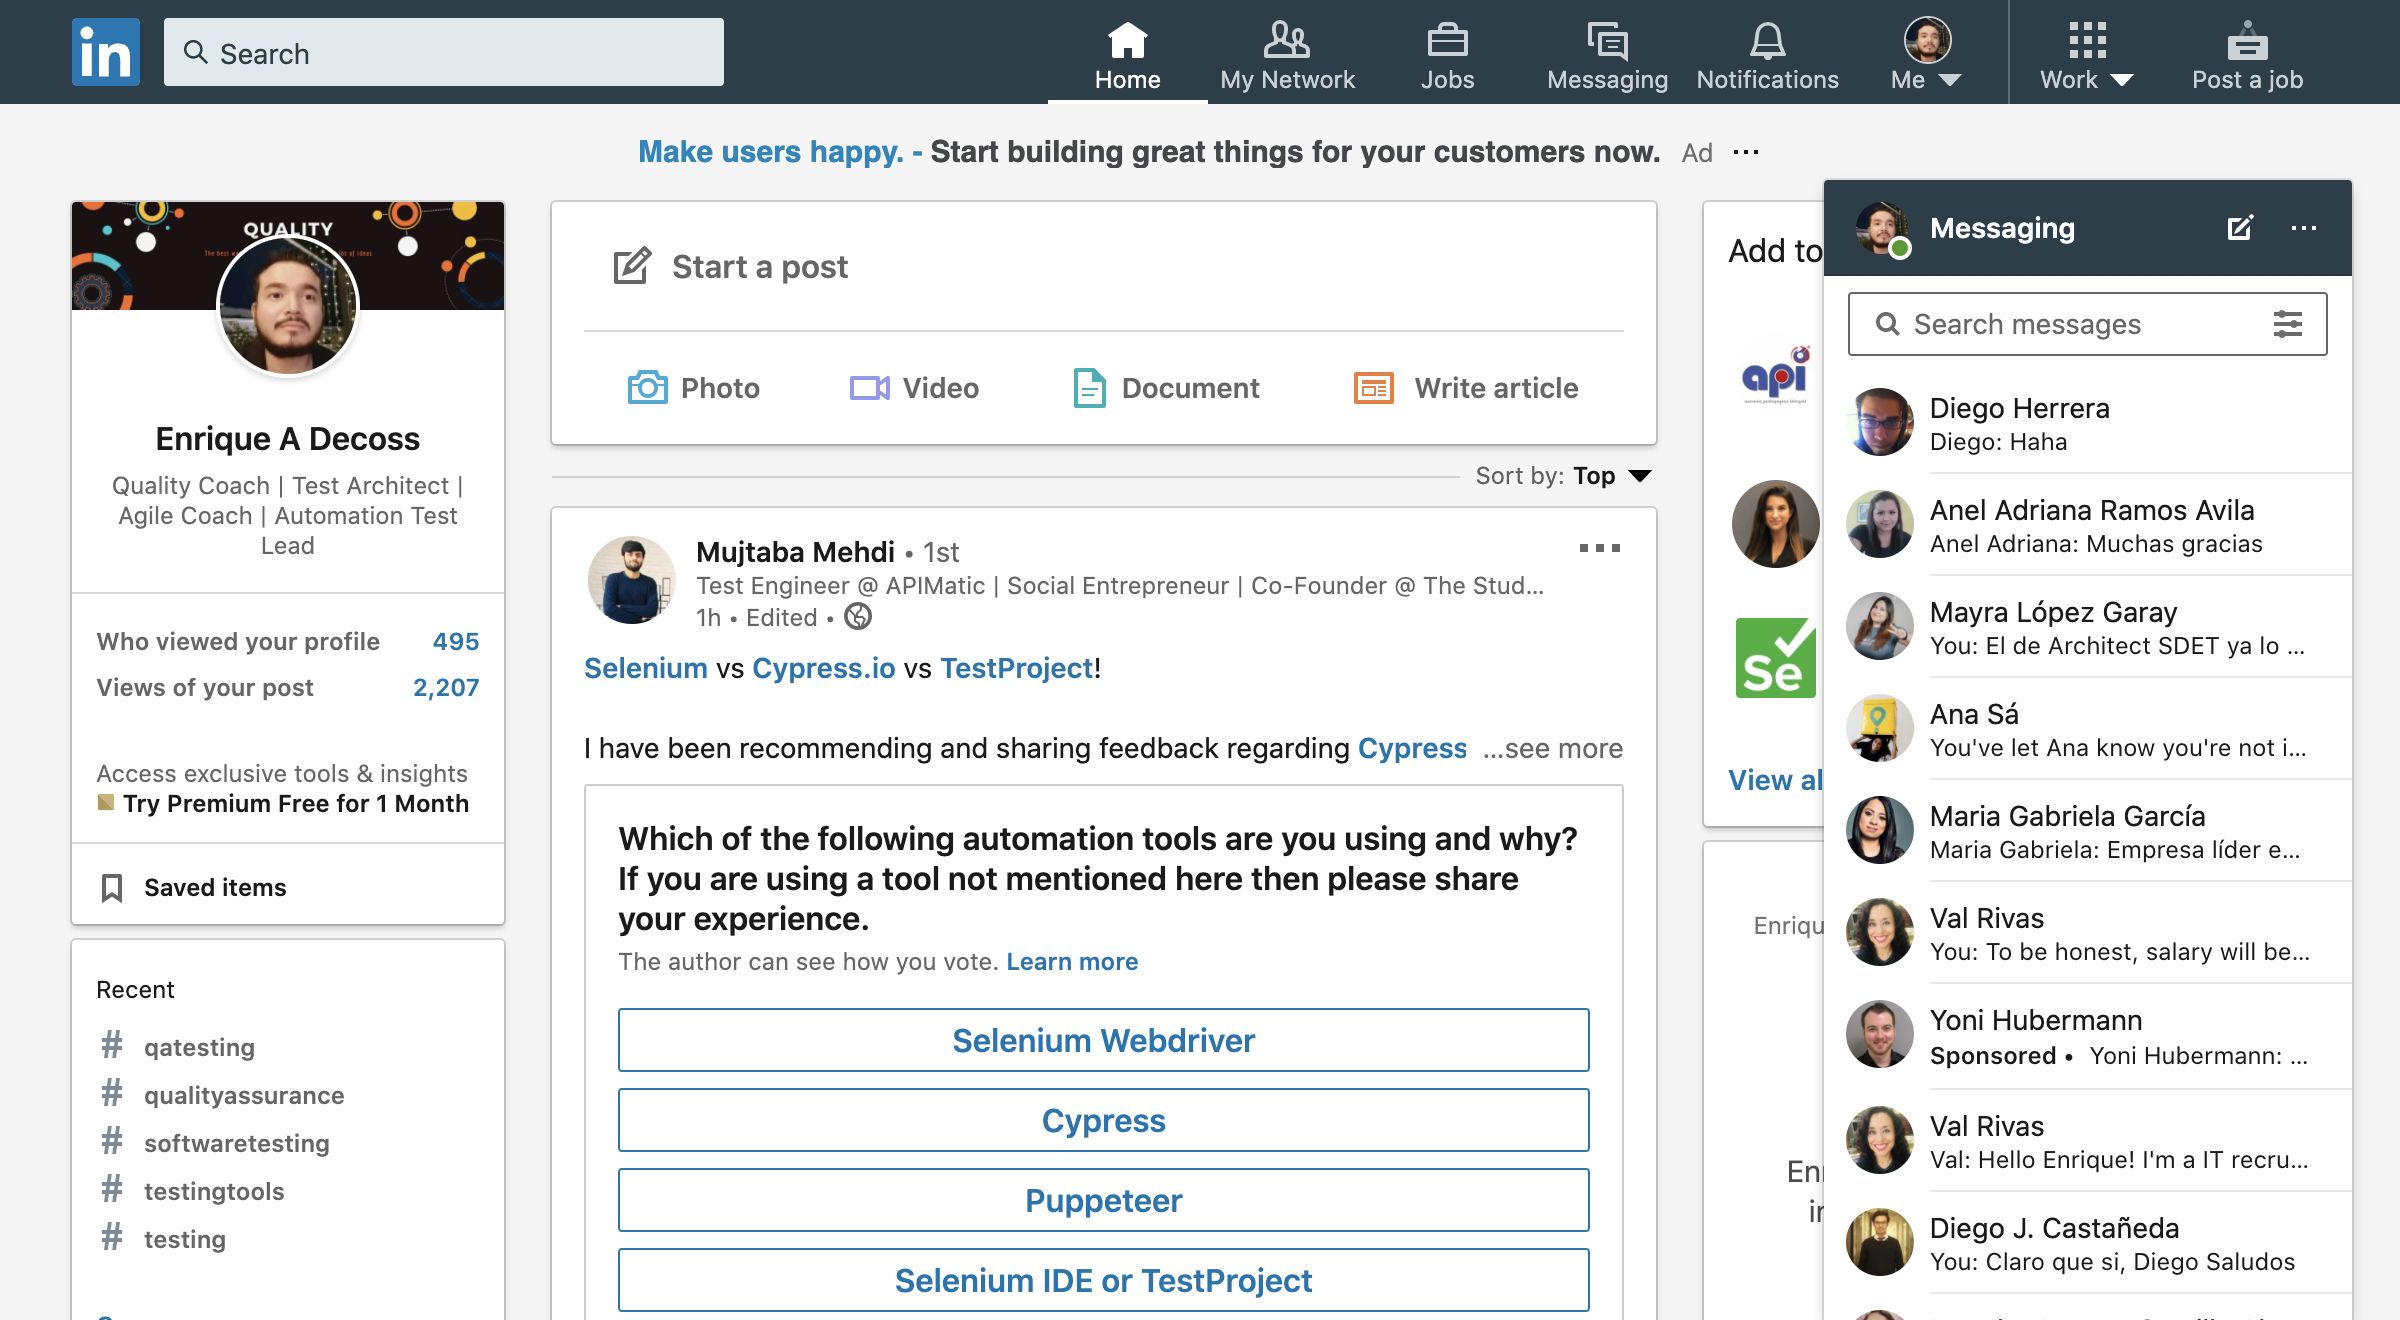 in
Search
Home
My Network
Jobs
Messaging
Notifications
Me
Work
Post a job
Make users happy. - Start building great things for your customers now. Ad ...
QUALITY
Enrique A Decoss
Quality Coach | Test Architect |
Agile Coach | Automation Test
Lead
Who viewed your profile 495
Views of your post 2,207
Access exclusive tools & insights
Try Premium Free for 1 Month
Saved items
Recent
# qatesting
# qualityassurance
# softwaretesting
# testingtools
# testing
Start a post
Photo
Video
Document
Write article
Sort by: Top
Mujtaba Mehdi • 1st
Test Engineer @ APIMatic | Social Entrepreneur | Co-Founder @ The Stud...
1h • Edited •
Selenium vs Cypress.io vs TestProject!
I have been recommending and sharing feedback regarding Cypress ...see more
Which of the following automation tools are you using and why?
If you are using a tool not mentioned here then please share
your experience.
The author can see how you vote. Learn more
Selenium Webdriver
Cypress
Puppeteer
Selenium IDE or TestProject
Add to
api
Se
View al
Enriqu
Messaging
Search messages
Diego Herrera
Diego: Haha
Anel Adriana Ramos Avila
Anel Adriana: Muchas gracias
Mayra López Garay
You: El de Architect SDET ya lo ...
Ana Sá
You've let Ana know you're not i...
Maria Gabriela García
Maria Gabriela: Empresa líder e...
Val Rivas
You: To be honest, salary will be...
Yoni Hubermann
Sponsored • Yoni Hubermann: ...
Val Rivas
Val: Hello Enrique! I'm a IT recru...
Diego J. Castañeda
You: Claro que si, Diego Saludos